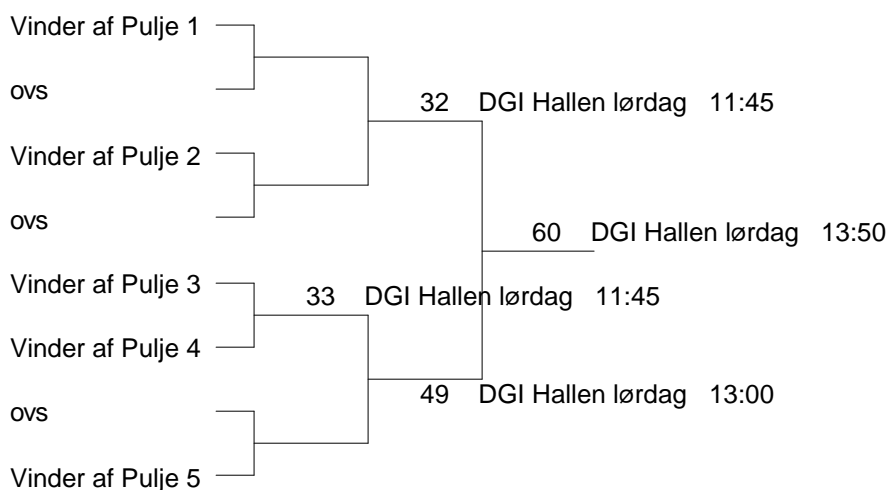 Vinder af Pulje 1
ovs
32 DGI Hallen lørdag 11:45
Vinder af Pulje 2
ovs
60 DGI Hallen lørdag 13:50
Vinder af Pulje 3
33 DGI Hallen lørdag 11:45
Vinder af Pulje 4
49 DGI Hallen lørdag 13:00
ovs
Vinder af Pulje 5